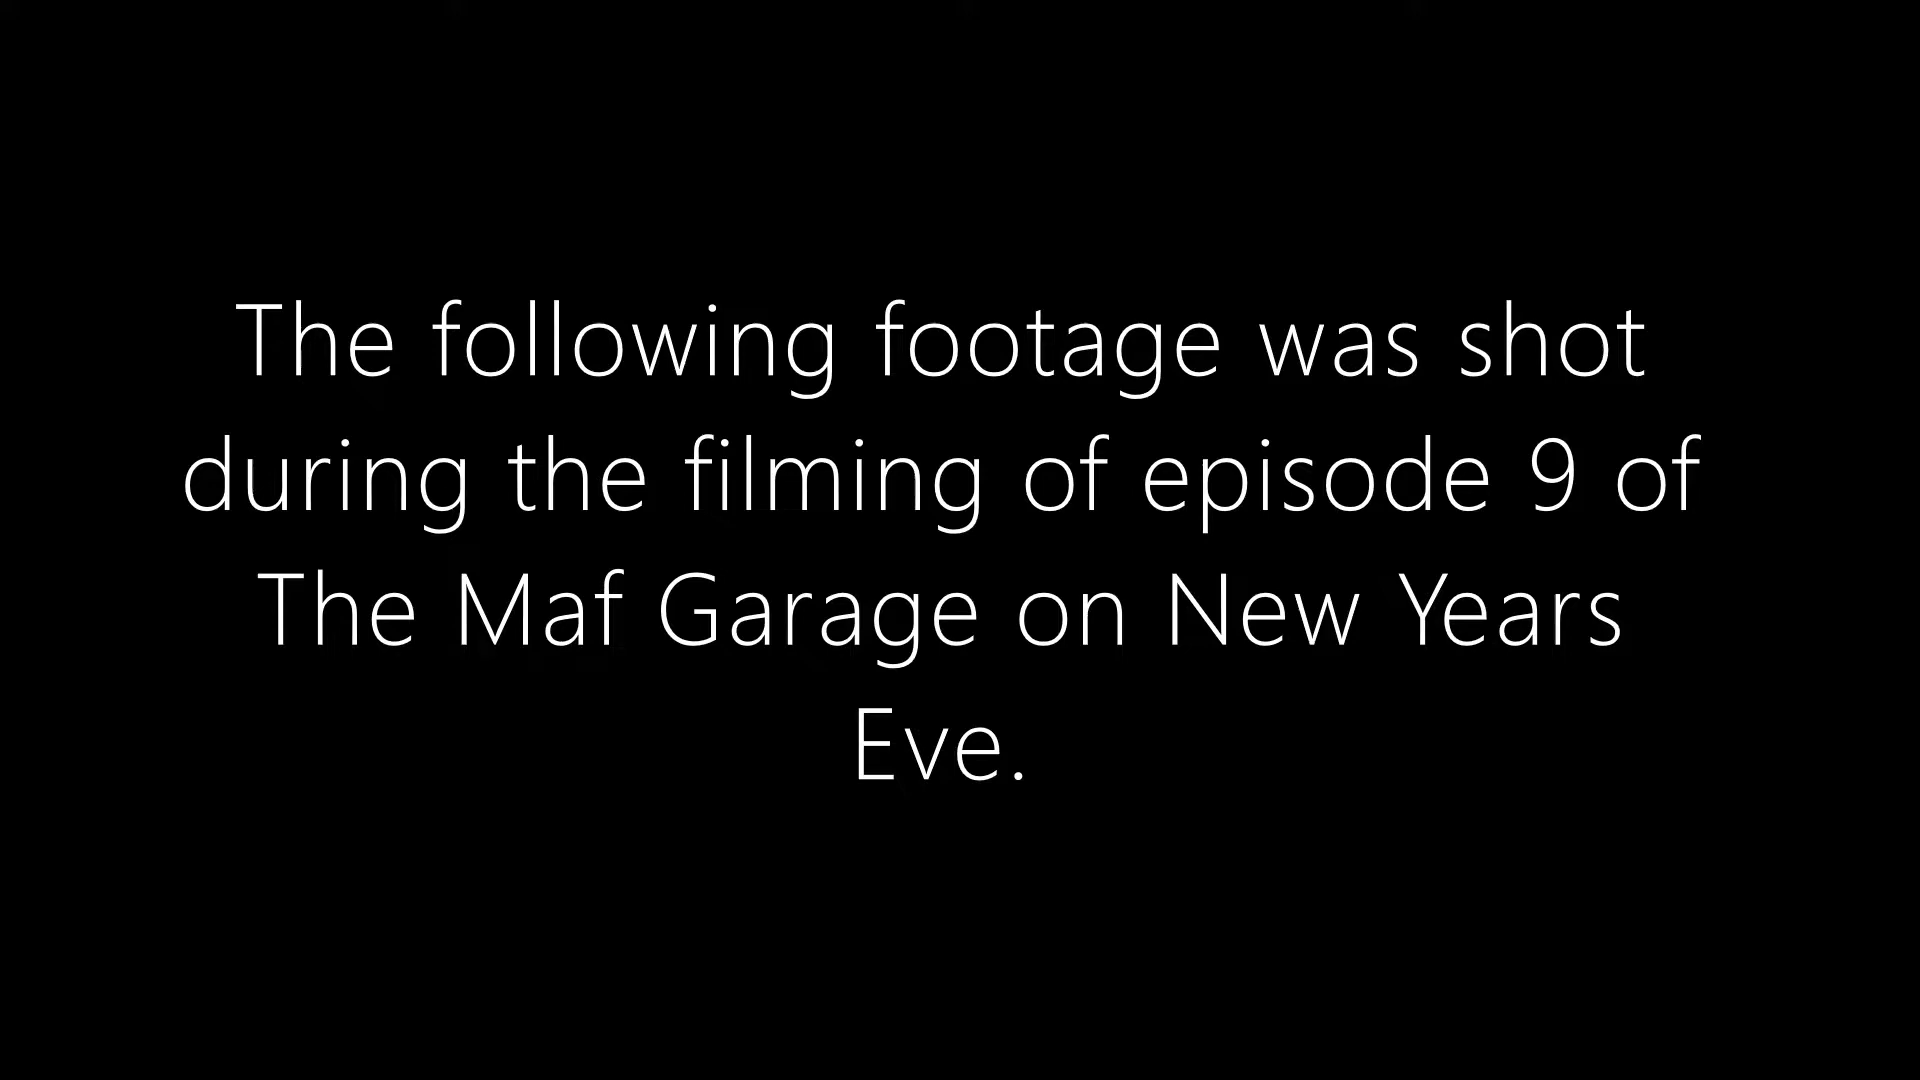 The following footage was shot
during the filming of episode 9 of
The Maf Garage on New Years
Eve.